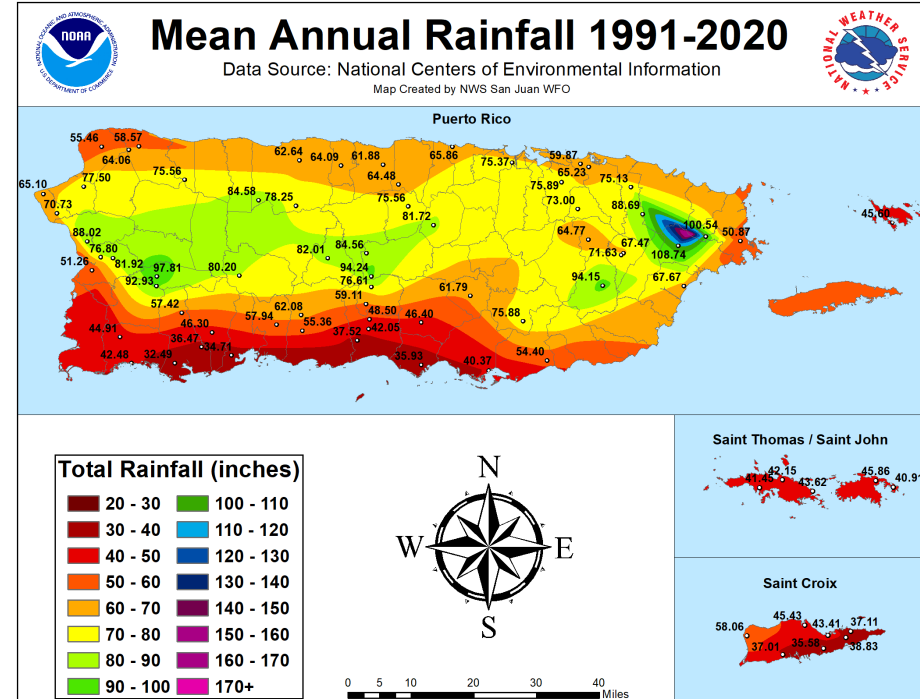 Mean Annual Rainfall 1991-2020
Data Source: National Centers of Environmental Information
Map Created by NWS San Juan WFO
NATIONAL OCEANIC AND ATMOSPHERIC ADMINISTRATION
NOAA
U.S. DEPARTMENT OF COMMERCE
NATIONAL WEATHER SERVICE
Puerto Rico
55.46 58.57
64.06
62.64 64.09 61.88
65.86
75.37
59.87
65.23
75.13
77.50
75.56
64.48
75.89
65.10
70.73
84.58 78.25
75.56
81.72
73.00
88.69
45.60
88.02
76.80
81.92
51.26
97.81
92.93
80.20
82.01
84.56
94.24
76.61
64.77
71.63
67.47
100.54
50.87
108.74
94.15
67.67
61.79
59.11
57.42
57.94
62.08
55.36
48.50
42.05
46.40
75.88
44.91
46.30
36.47
34.71
37.52
42.48
32.49
35.93
40.37
54.40
Total Rainfall (inches)
20 - 30 100 - 110
30 - 40 110 - 120
40 - 50 120 - 130
50 - 60 130 - 140
60 - 70 140 - 150
70 - 80 150 - 160
80 - 90 160 - 170
90 - 100 170+
N
W E
S
0 5 10 20 30 40
Miles
Saint Thomas / Saint John
42.15
41.45
43.62
45.86
40.91
Saint Croix
58.06
45.43
43.41
37.11
37.01
35.58
38.83